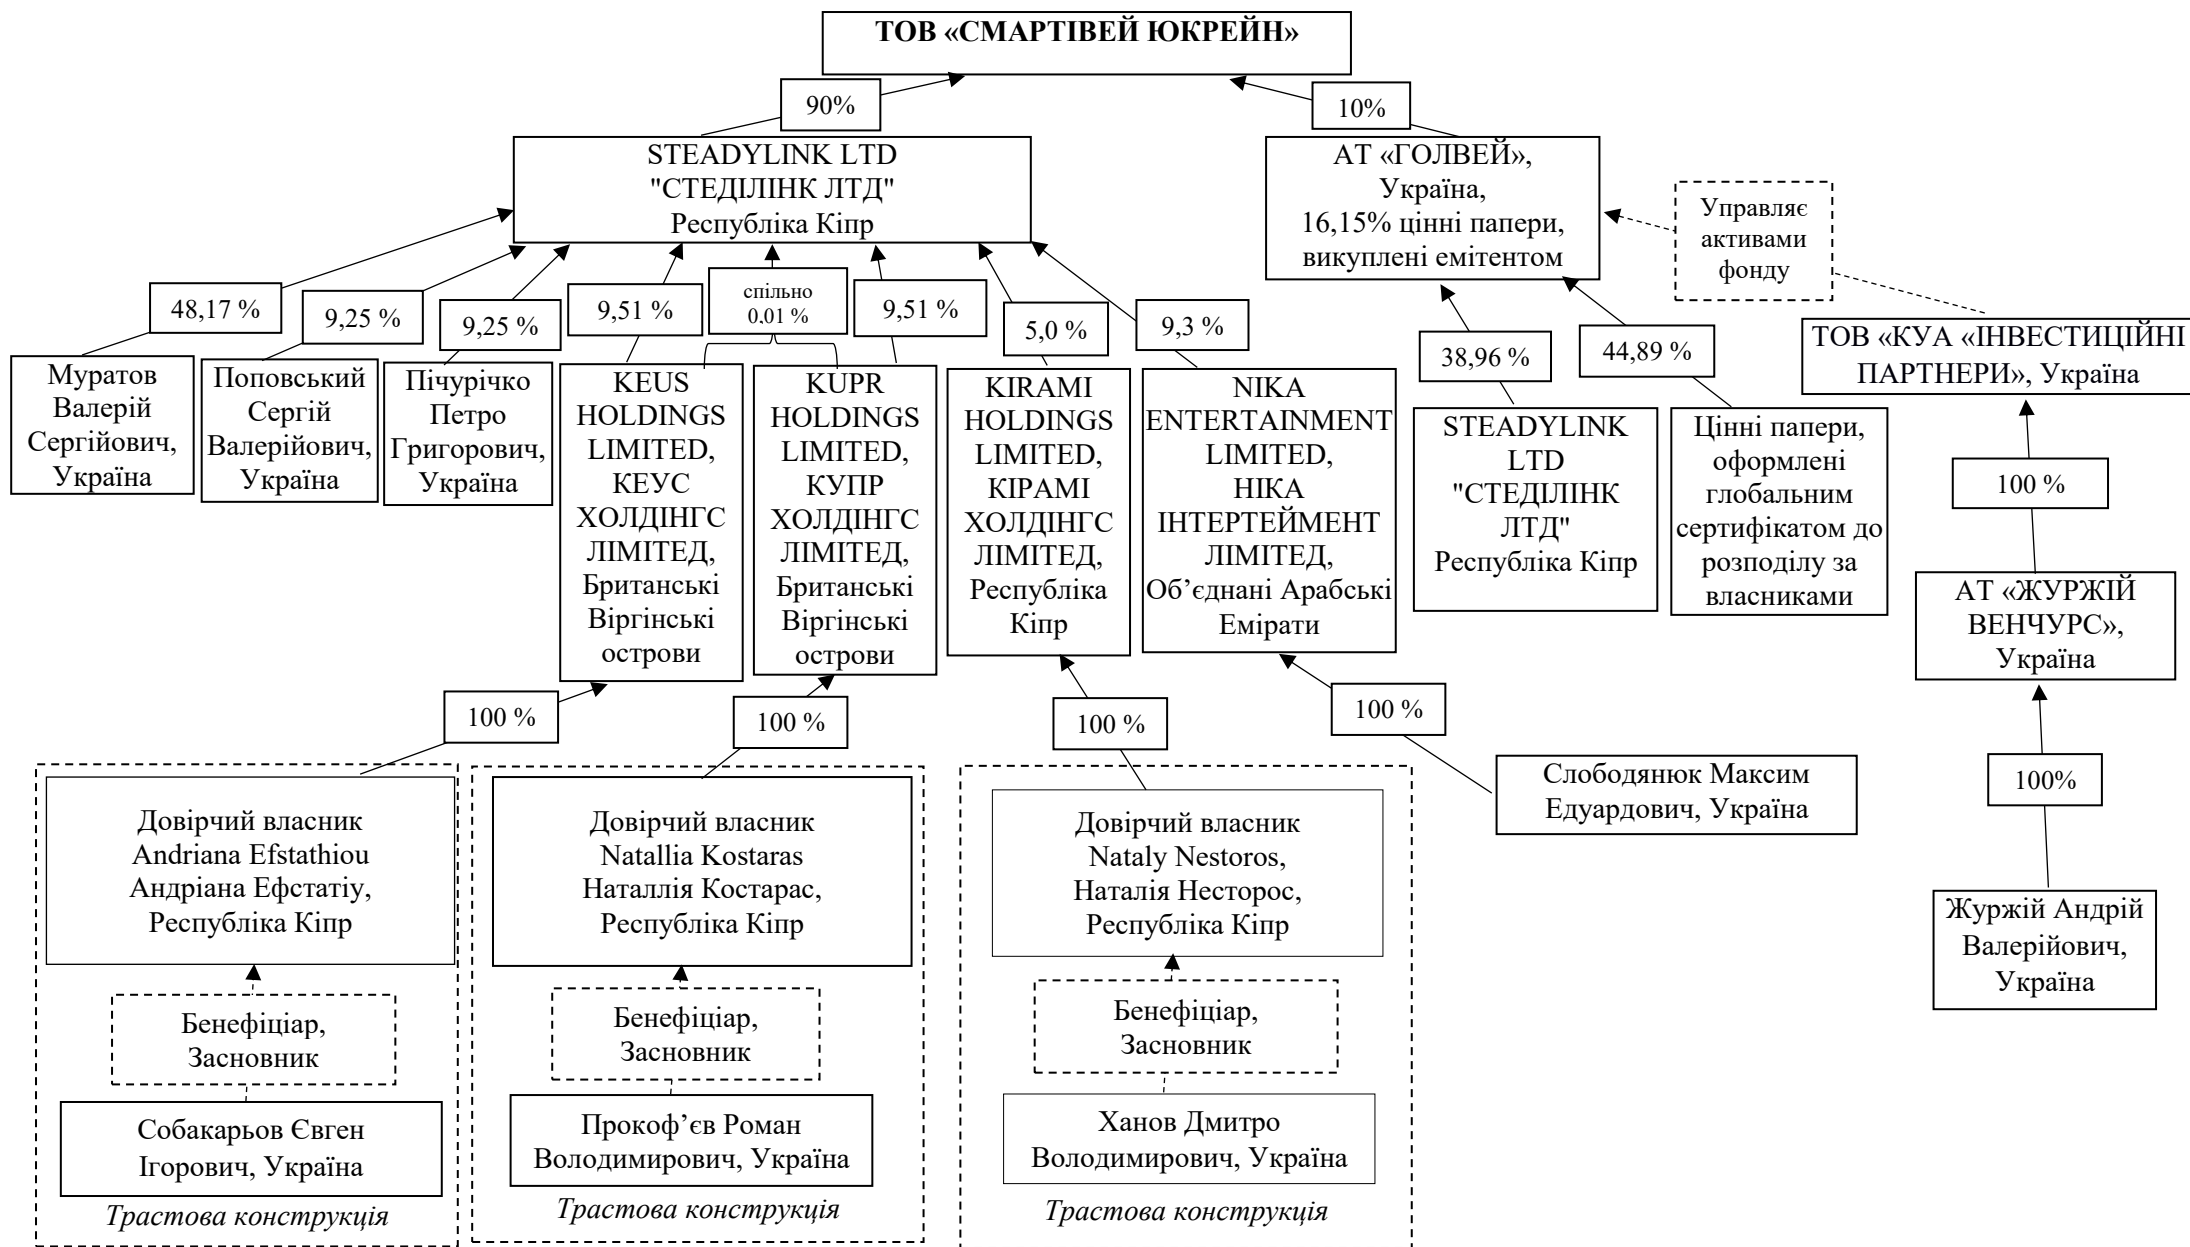 ТОВ «СМАРТІВЕЙ ЮКРЕЙН»
90%
10%
STEADYLINK LTD
"СТЕДІЛІНК ЛТД"
Республіка Кіпр
АТ «ГОЛВЕЙ»,
Україна,
16,15% цінні папери,
викуплені емітентом
Управляє
активами
фонду
48,17 %
9,25 %
9,25 %
9,51 %
спільно
0,01 %
9,51 %
5,0 %
9,3 %
38,96 %
44,89 %
ТОВ «КУА «ІНВЕСТИЦІЙНІ
ПАРТНЕРИ», Україна
Муратов
Валерій
Сергійович,
Україна
Поповський
Сергій
Валерійович,
Україна
Пічурічко
Петро
Григорович,
Україна
KEUS
HOLDINGS
LIMITED,
КЕУС
ХОЛДІНГС
ЛІМІТЕД,
Британські
Віргінські
острови
KUPR
HOLDINGS
LIMITED,
КУПР
ХОЛДІНГС
ЛІМІТЕД,
Британські
Віргінські
острови
KIRAMI
HOLDINGS
LIMITED,
КІРАМІ
ХОЛДІНГС
ЛІМІТЕД,
Республіка
Кіпр
NIKA
ENTERTAINMENT
LIMITED,
НІКА
ІНТЕРТЕЙМЕНТ
ЛІМІТЕД,
Об’єднані Арабські
Емірати
STEADYLINK
LTD
"СТЕДІЛІНК
ЛТД"
Республіка Кіпр
Цінні папери,
оформлені
глобальним
сертифікатом до
розподілу за
власниками
100 %
АТ «ЖУРЖІЙ
ВЕНЧУРС»,
Україна
100 %
100 %
100 %
100 %
100%
Слободянюк Максим
Едуардович, Україна
Журжій Андрій
Валерійович,
Україна
Довірчий власник
Andriana Efstathiou
Андріана Ефстатіу,
Республіка Кіпр
Бенефіціар,
Засновник
Собакарьов Євген
Ігорович, Україна
Трастова конструкція
Довірчий власник
Natallia Kostaras
Наталлія Костарас,
Республіка Кіпр
Бенефіціар,
Засновник
Прокоф’єв Роман
Володимирович, Україна
Трастова конструкція
Довірчий власник
Nataly Nestoros,
Наталія Несторос,
Республіка Кіпр
Бенефіціар,
Засновник
Ханов Дмитро
Володимирович, Україна
Трастова конструкція